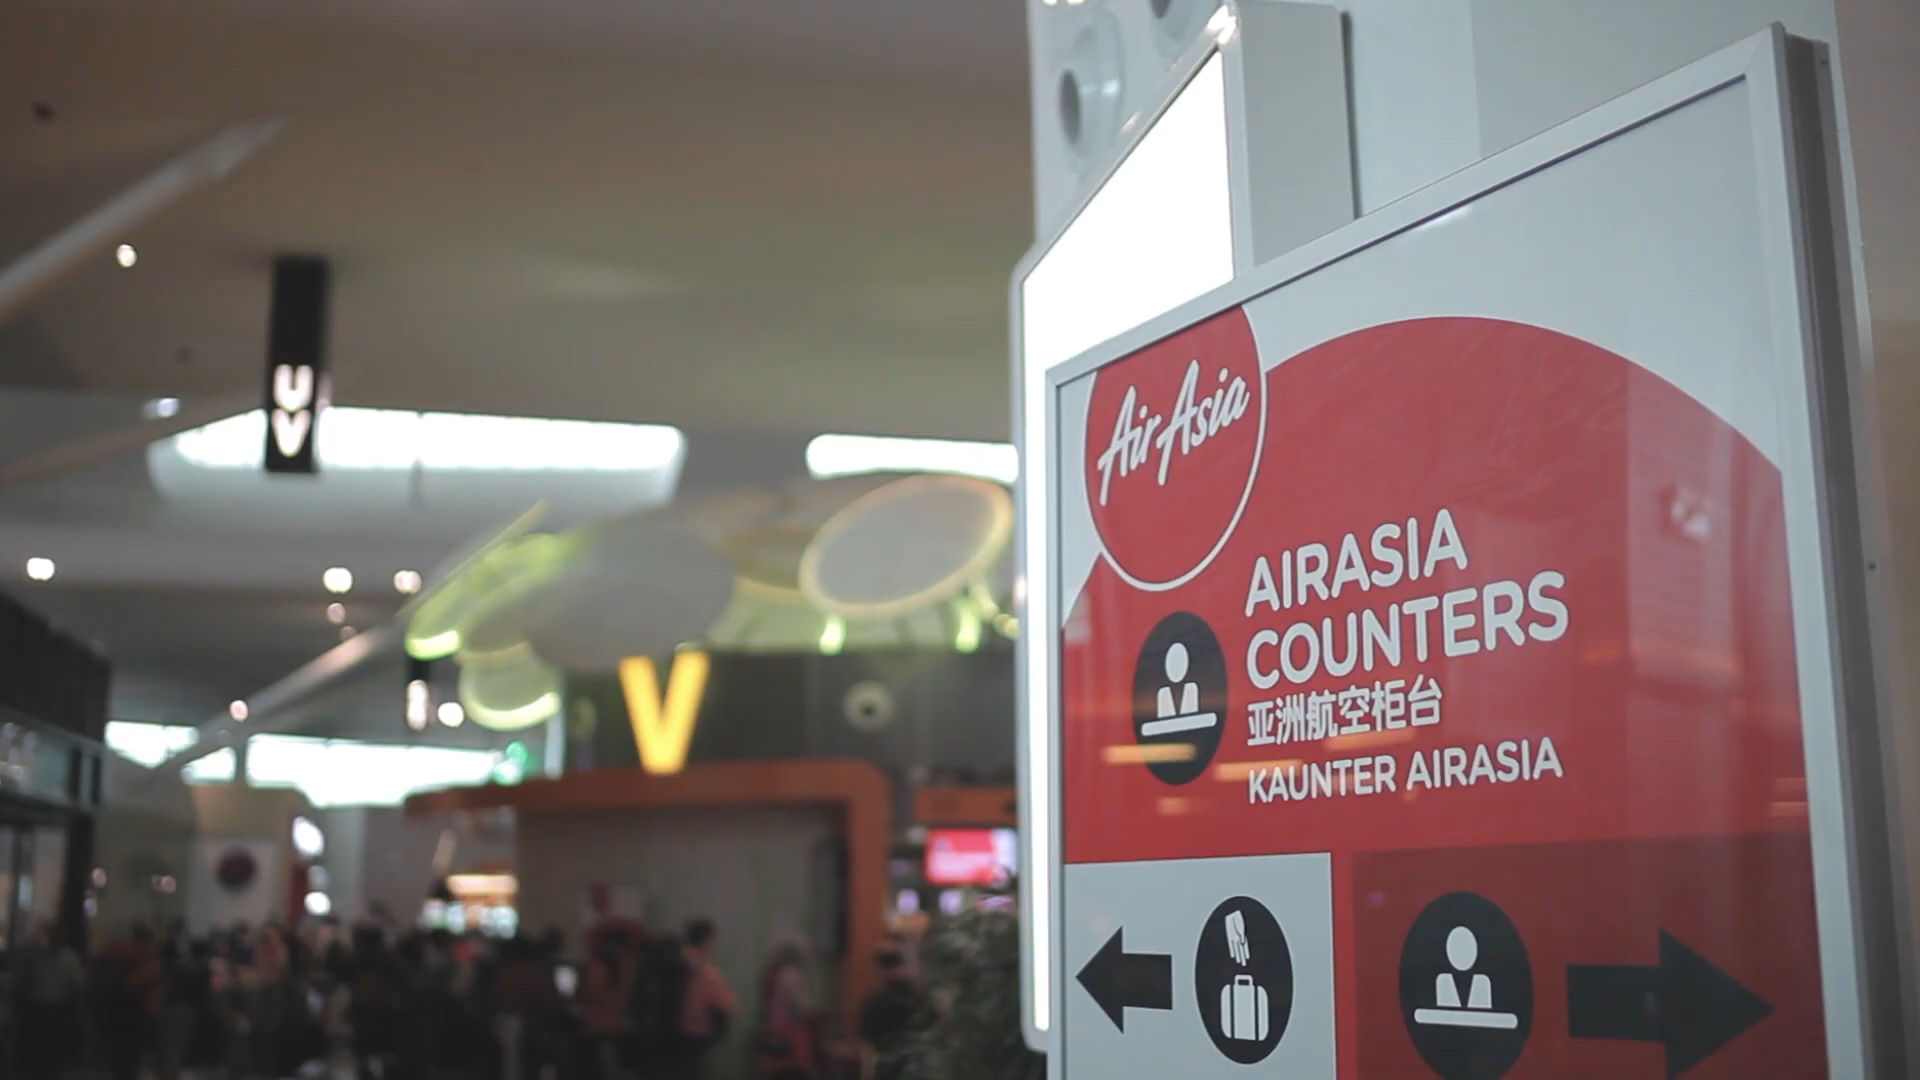 U
V
V
AirAsia
AIRASIA
COUNTERS
亚洲航空柜台
KAUNTER AIRASIA